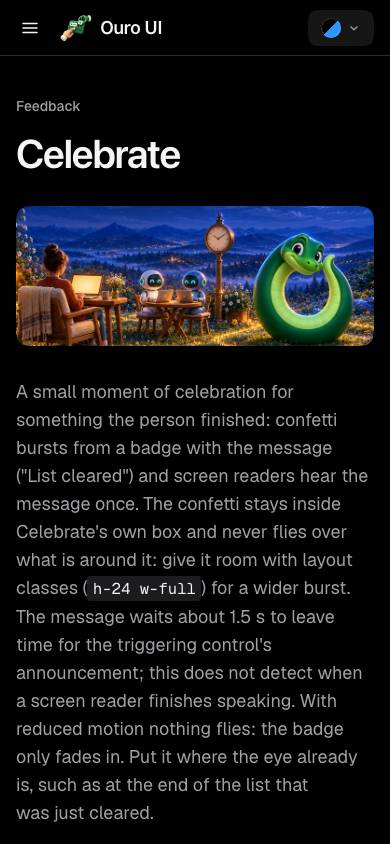 Ouro UI
Feedback
Celebrate
A small moment of celebration for
something the person finished: confetti
bursts from a badge with the message
("List cleared") and screen readers hear the
message once. The confetti stays inside
Celebrate's own box and never flies over
what is around it: give it room with layout
classes (h-24 w-full) for a wider burst.
The message waits about 1.5 s to leave
time for the triggering control's
announcement; this does not detect when
a screen reader finishes speaking. With
reduced motion nothing flies: the badge
only fades in. Put it where the eye already
is, such as at the end of the list that
was just cleared.